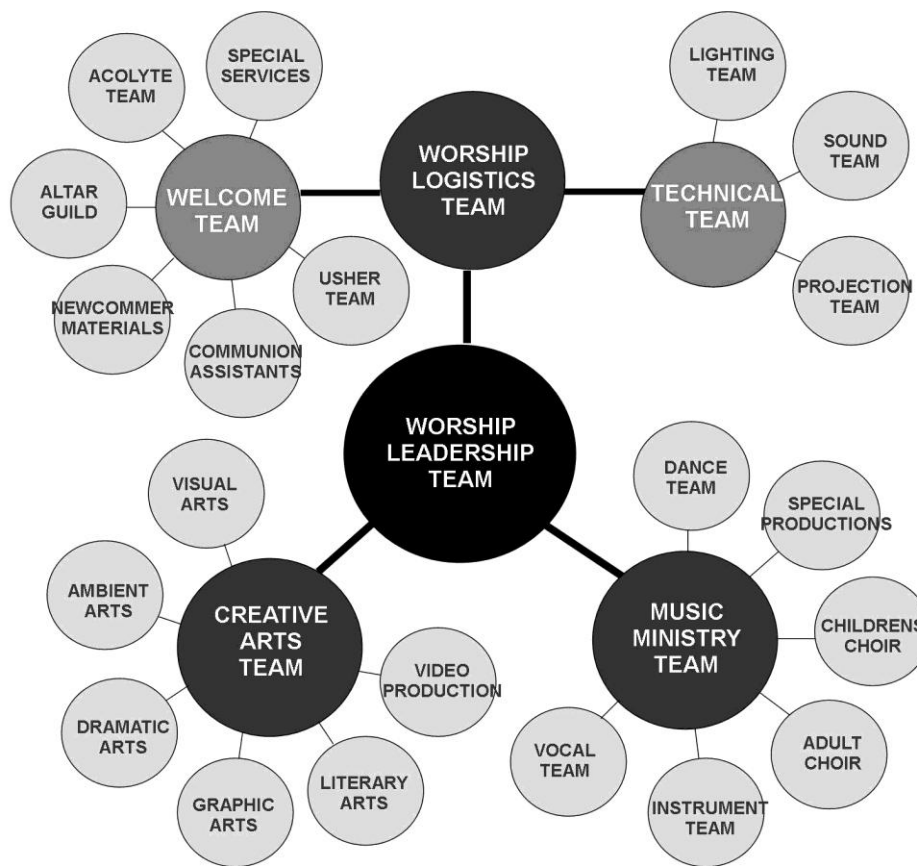 SPECIAL
SERVICES
ACOLYTE
TEAM
ALTAR
GUILD
WELCOME
TEAM
NEWCOMMER
MATERIALS
COMMUNION
ASSISTANTS
USHER
TEAM
WORSHIP
LOGISTICS
TEAM
LIGHTING
TEAM
SOUND
TEAM
TECHNICAL
TEAM
PROJECTION
TEAM
WORSHIP
LEADERSHIP
TEAM
VISUAL
ARTS
AMBIENT
ARTS
CREATIVE
ARTS
TEAM
VIDEO
PRODUCTION
DRAMATIC
ARTS
GRAPHIC
ARTS
LITERARY
ARTS
DANCE
TEAM
SPECIAL
PRODUCTIONS
MUSIC
MINISTRY
TEAM
CHILDRENS
CHOIR
ADULT
CHOIR
VOCAL
TEAM
INSTRUMENT
TEAM